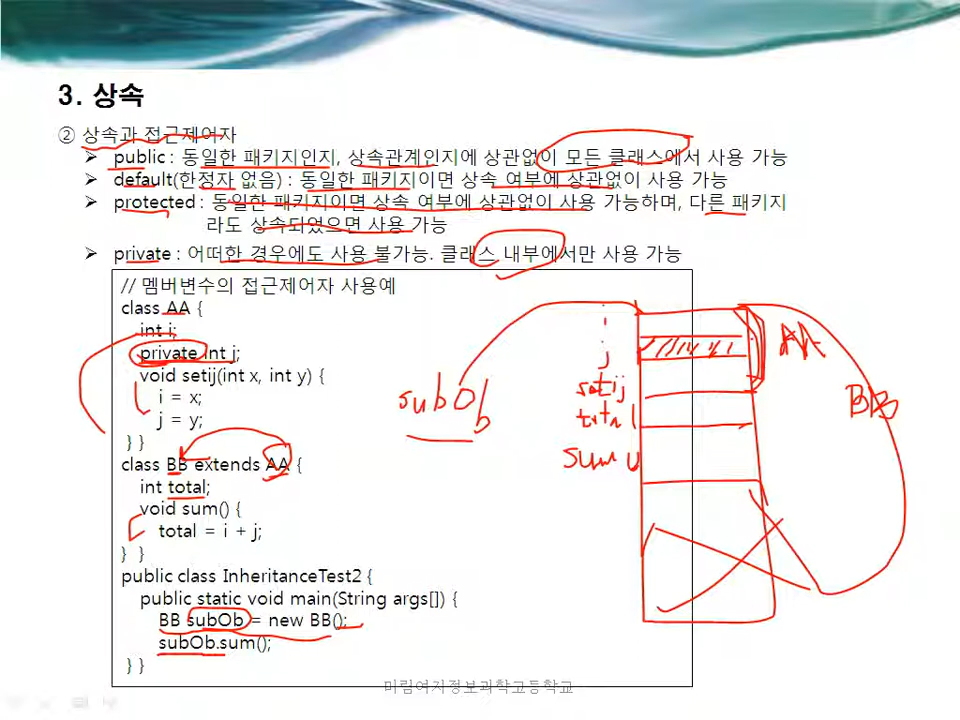 3. 상속
② 상속과 접근제어자
➢ public : 동일한 패키지인지, 상속관계인지에 상관없이 모든 클래스에서 사용 가능
➢ default(한정자 없음) : 동일한 패키지이면 상속 여부에 상관없이 사용 가능
➢ protected : 동일한 패키지이면 상속 여부에 상관없이 사용 가능하며, 다른 패키지
라도 상속되었으면 사용 가능
➢ private : 어떠한 경우에도 사용 불가능. 클래스 내부에서만 사용 가능
// 멤버변수의 접근제어자 사용예
class AA {
int i;
private int j;
void setij(int x, int y) {
i = x;
j = y;
} }
class BB extends AA {
int total;
void sum() {
total = i + j;
} }
public class InheritanceTest2 {
public static void main(String args[]) {
BB subOb = new BB();
subOb.sum();
} }
subOb
i
j
setij
total
sum
AA
BB
미림여자정보과학고등학교